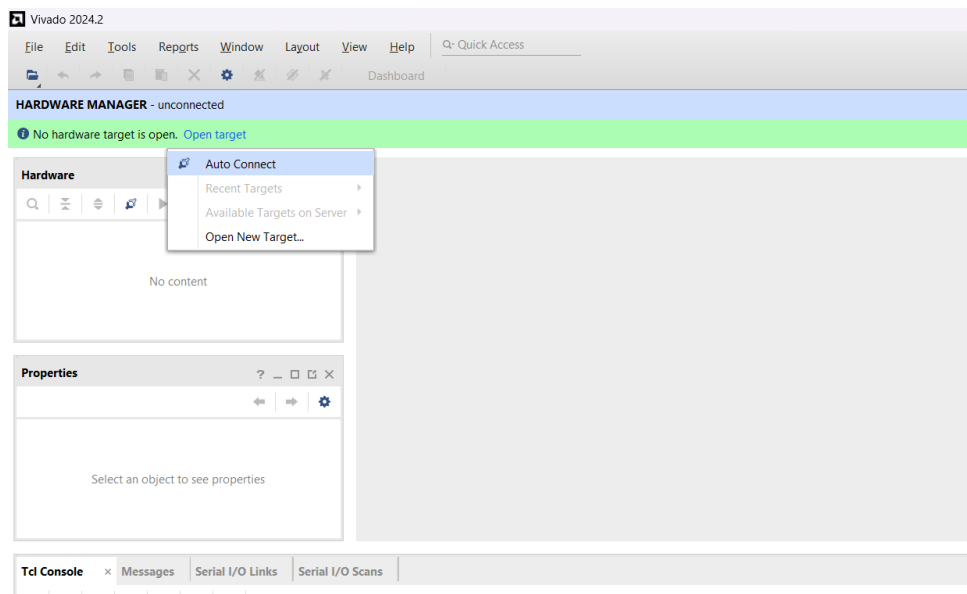 Vivado 2024.2
File Edit Tools Reports Window Layout View Help Quick Access
Dashboard
HARDWARE MANAGER - unconnected
No hardware target is open. Open target
Auto Connect
Hardware
Recent Targets
Available Targets on Server
Open New Target...
No content
Properties
Select an object to see properties
Tcl Console Messages Serial I/O Links Serial I/O Scans